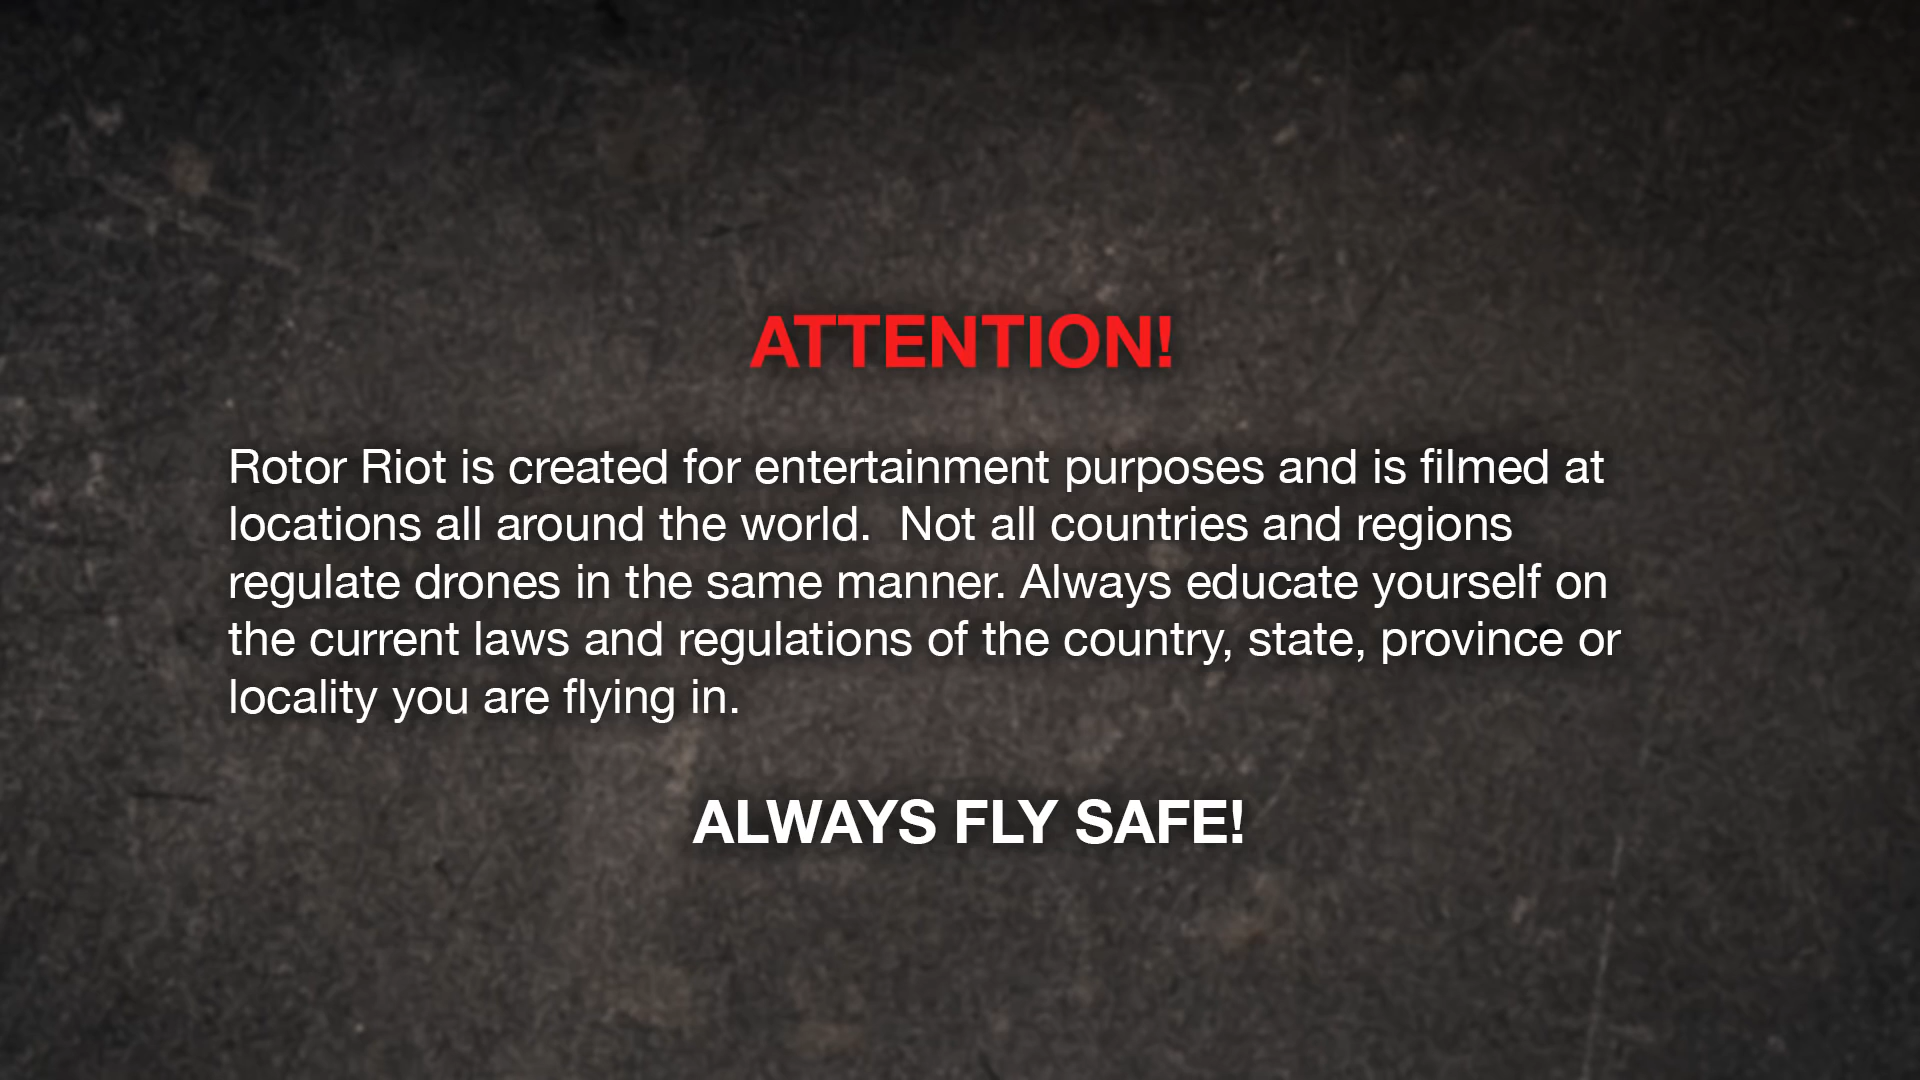 ATTENTION!
Rotor Riot is created for entertainment purposes and is filmed at
locations all around the world.  Not all countries and regions
regulate drones in the same manner. Always educate yourself on
the current laws and regulations of the country, state, province or
locality you are flying in.
ALWAYS FLY SAFE!